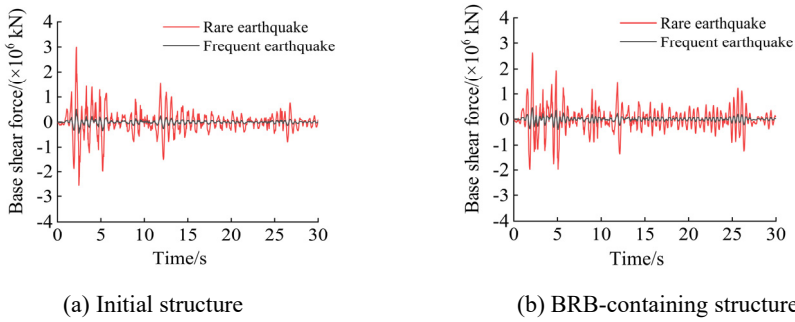 Rare earthquake
Frequent earthquake
Base shear force/(×10⁶ kN)
4
3
2
1
0
-1
-2
-3
-4
0 5 10 15 20 25 30
Time/s
(a) Initial structure
Rare earthquake
Frequent earthquake
Base shear force/(×10⁶ kN)
4
3
2
1
0
-1
-2
-3
-4
0 5 10 15 20 25 30
Time/s
(b) BRB-containing structure